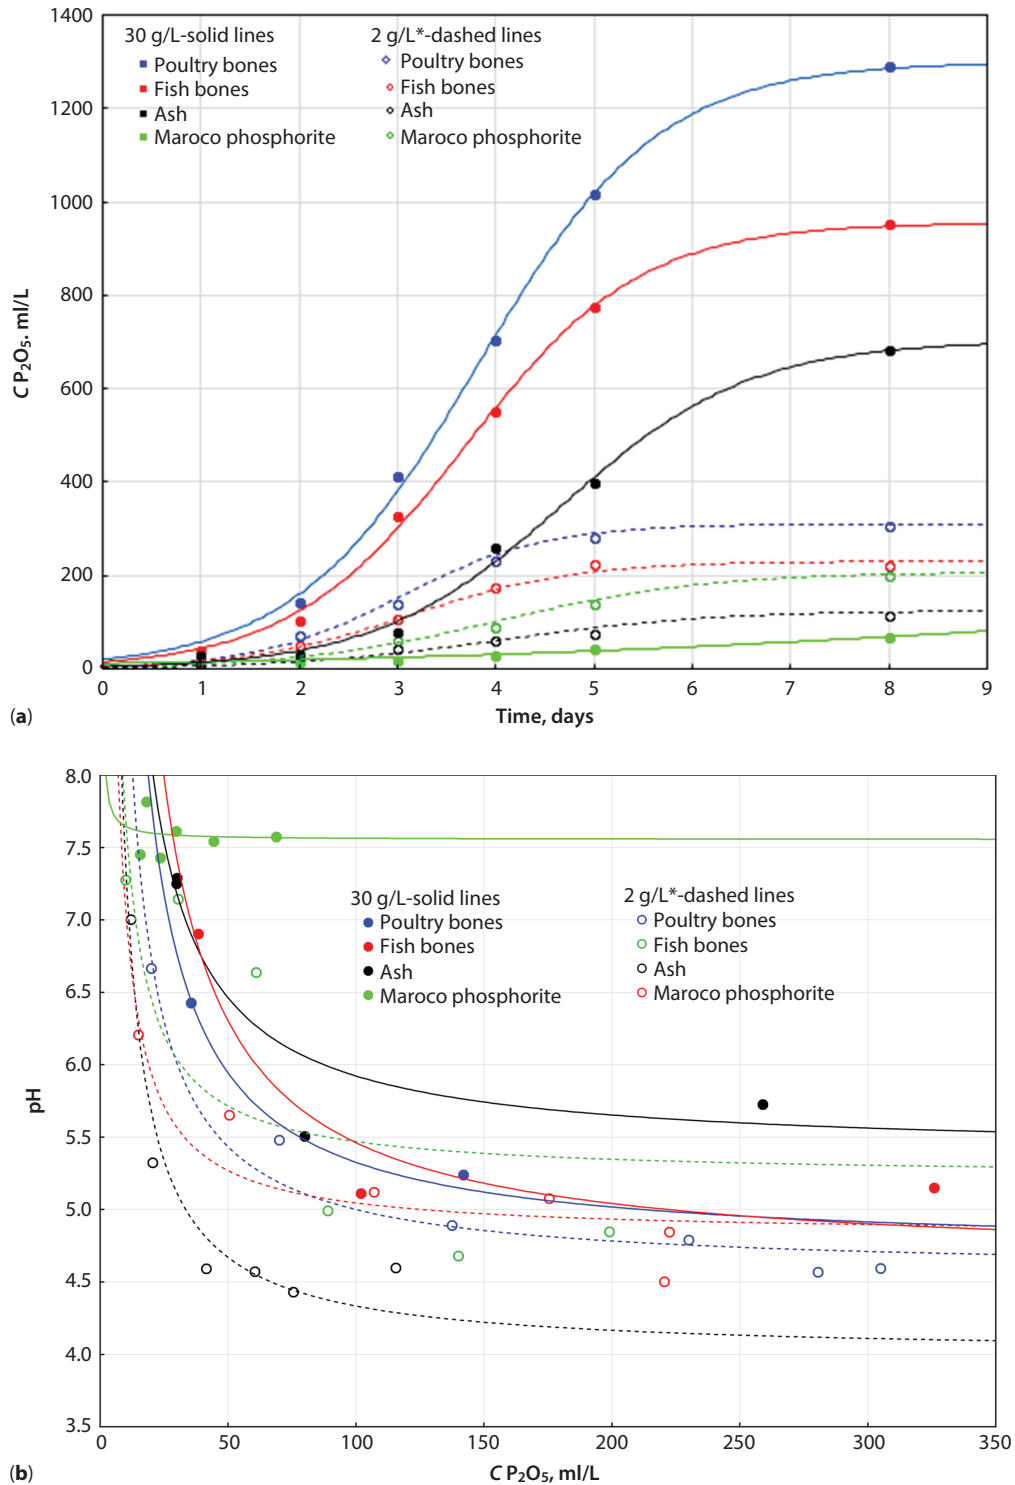 1400
1200
1000
800
600
400
200
0
C P₂O₅. ml/L
30 g/L-solid lines
Poultry bones
Fish bones
Ash
Maroco phosphorite
2 g/L*-dashed lines
Poultry bones
Fish bones
Ash
Maroco phosphorite
0 1 2 3 4 5 6 7 8 9
(a)
Time, days
8.0
7.5
7.0
6.5
6.0
5.5
5.0
4.5
4.0
3.5
pH
30 g/L-solid lines
Poultry bones
Fish bones
Ash
Maroco phosphorite
2 g/L*-dashed lines
Poultry bones
Fish bones
Ash
Maroco phosphorite
0 50 100 150 200 250 300 350
(b)
C P₂O₅, ml/L